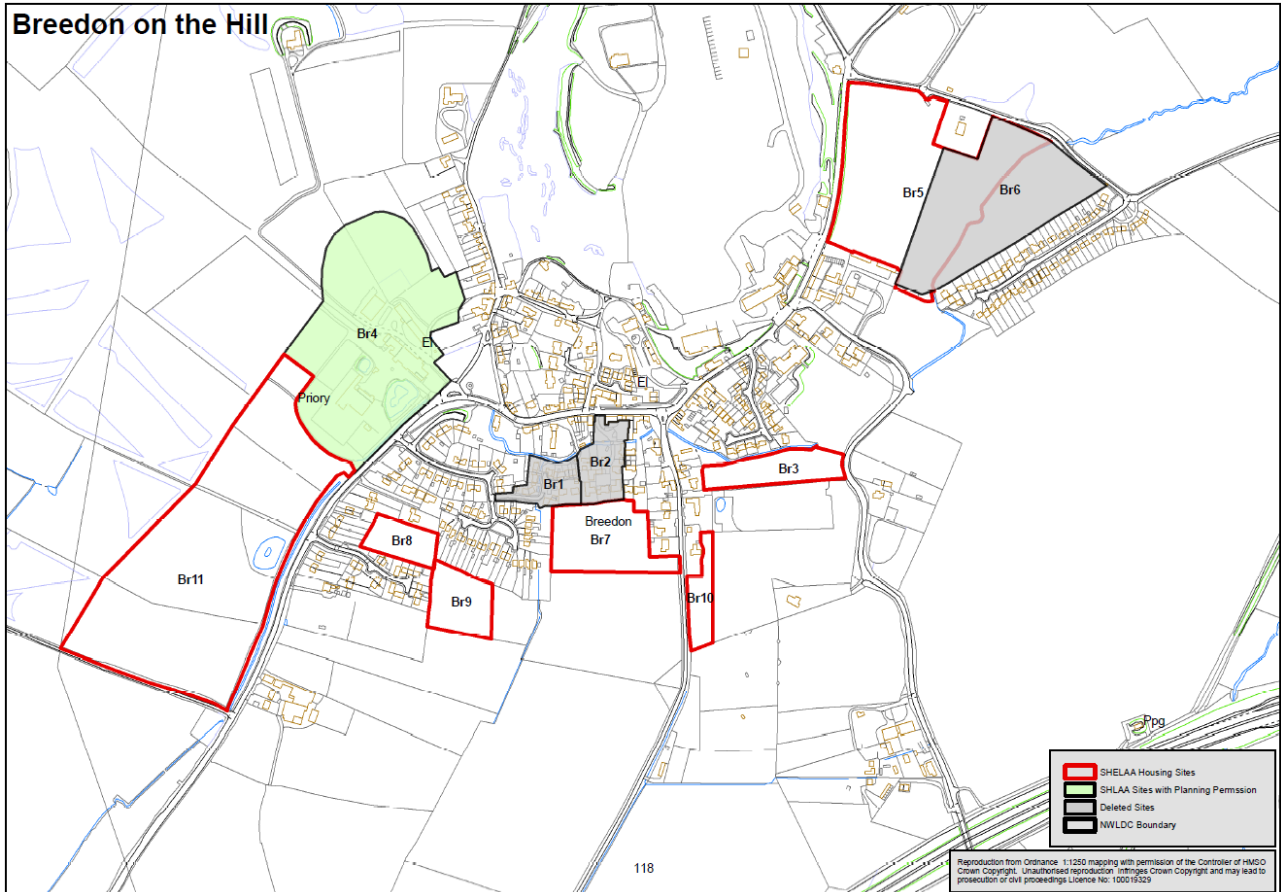 Breedon on the Hill
Br5
Br6
Br4
El
El
Priory
Br2
Br1
Br3
Breedon
Br7
Br8
Br11
Br9
Br10
Ppg
SHELAA Housing Sites
SHLAA Sites with Planning Permssion
Deleted Sites
NWLDC Boundary
118
Reproduction from Ordnance 1:1250 mapping with permission of the Controller of HMSO
Crown Copyright. Unauthorised reproduction infringes Crown Copyright and may lead to
prosecution or civil proceedings Licence No: 100019329